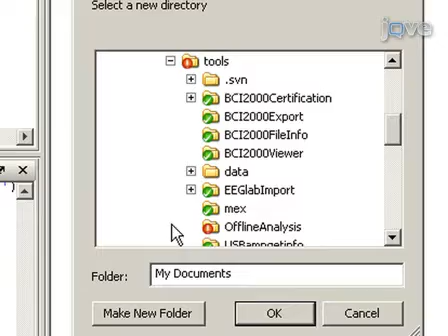 Select a new directory
jove
tools
.svn
BCI2000Certification
BCI2000Export
BCI2000FileInfo
BCI2000Viewer
data
EEGlabImport
mex
OfflineAnalysis
USBampgetinfo
Folder: My Documents
Make New Folder OK Cancel